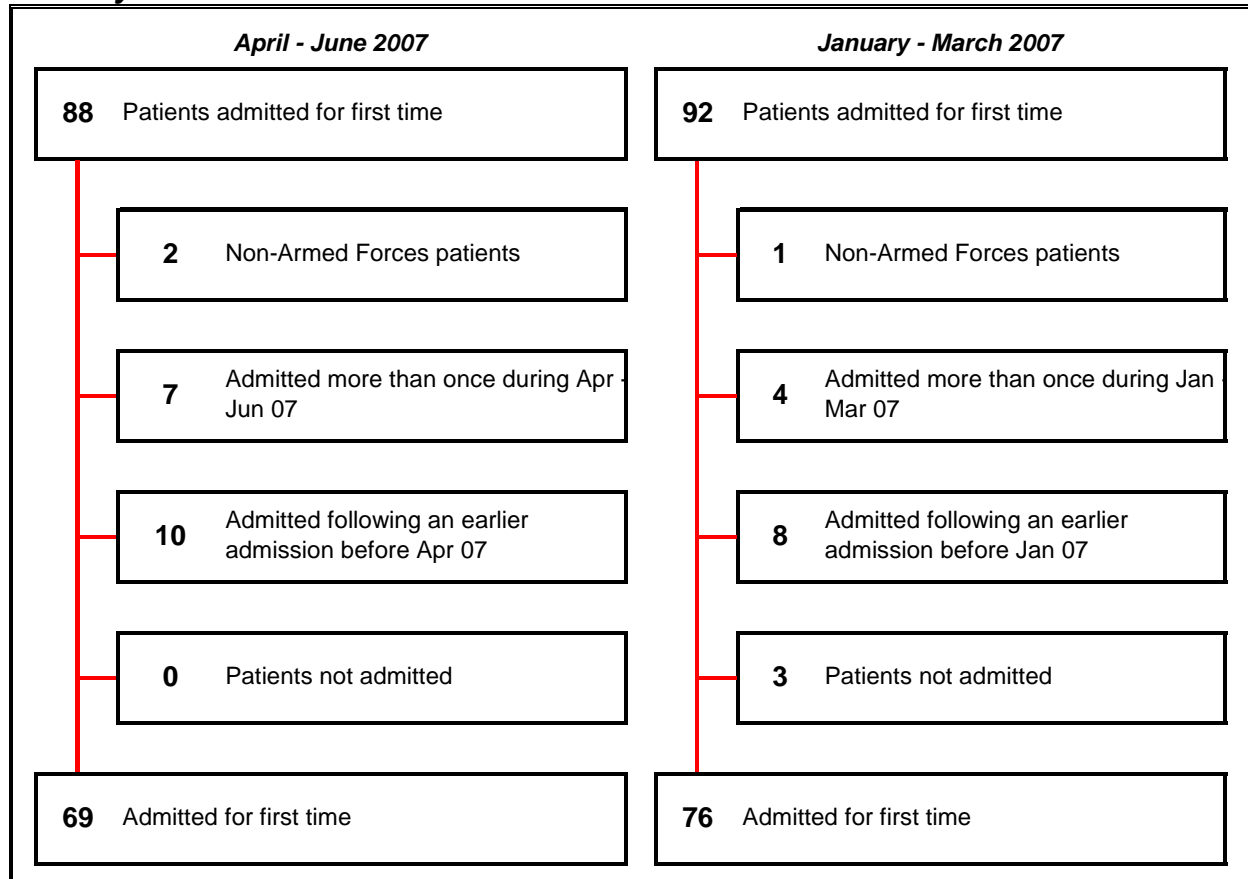 April - June 2007
88 Patients admitted for first time
2 Non-Armed Forces patients
7 Admitted more than once during Apr -
Jun 07
10 Admitted following an earlier
admission before Apr 07
0 Patients not admitted
69 Admitted for first time
January - March 2007
92 Patients admitted for first time
1 Non-Armed Forces patients
4 Admitted more than once during Jan -
Mar 07
8 Admitted following an earlier
admission before Jan 07
3 Patients not admitted
76 Admitted for first time